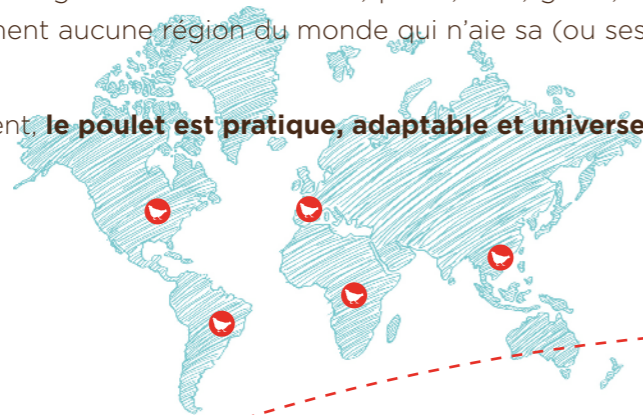 ment aucune région du monde qui n'aie sa (ou ses
ent, le poulet est pratique, adaptable et universe